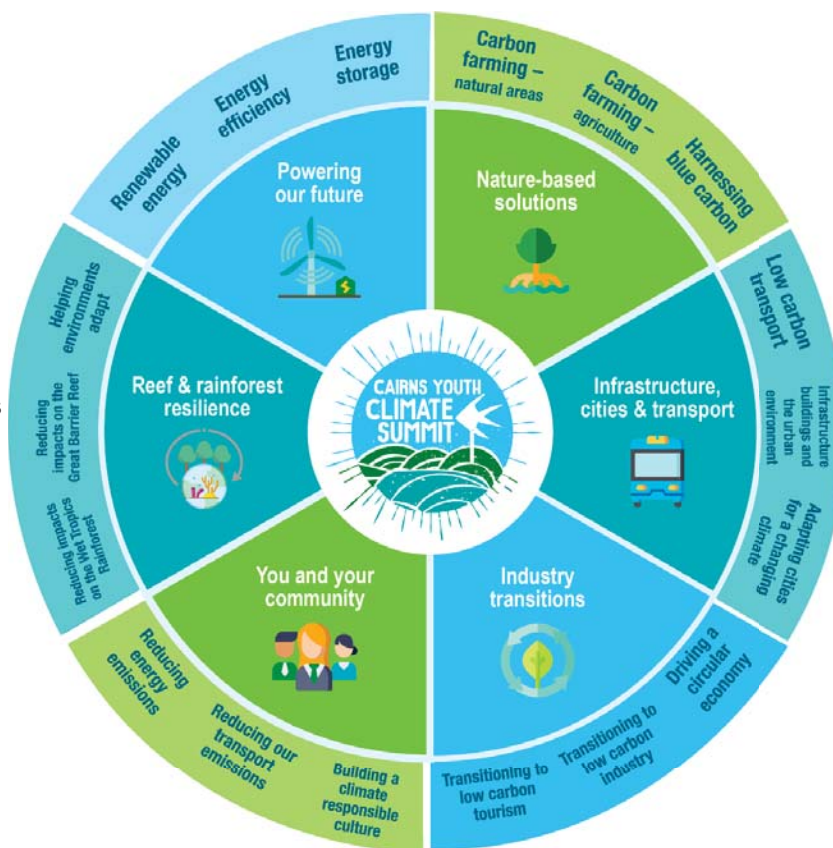 Energy
storage
Energy
efficiency
Renewable
energy
Powering
our future
Carbon
farming –
natural areas
Carbon
farming –
agriculture
Harnessing
blue carbon
Nature-based
solutions
Low carbon
transport
Infrastructure
buildings and
the urban
environment
Adapting cities
for a changing
climate
Infrastructure,
cities & transport
Driving a
circular
economy
Transitioning to
low carbon
industry
Transitioning to
low carbon
tourism
Industry
transitions
Building a
climate
responsible
culture
Reducing our
transport
emissions
Reducing
energy
emissions
You and your
community
Reducing impacts
on the Wet Tropics
Rainforest
Reducing
impacts on the
Great Barrier Reef
Helping
environments
adapt
Reef & rainforest
resilience
CAIRNS YOUTH
CLIMATE
SUMMIT
s
$